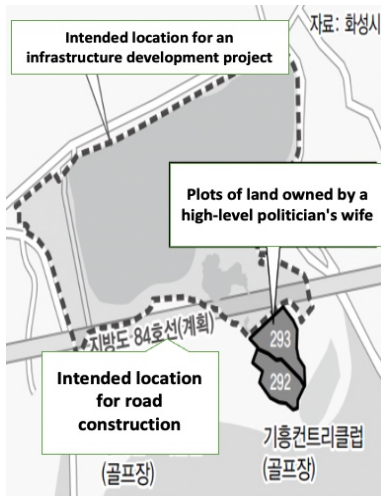 자료: 화성시
Intended location for an
infrastructure development project
Plots of land owned by a
high-level politician's wife
지방도 84호선(계획)
293
292
Intended location
for road
construction
기흥컨트리클럽
(골프장)
(골프장)